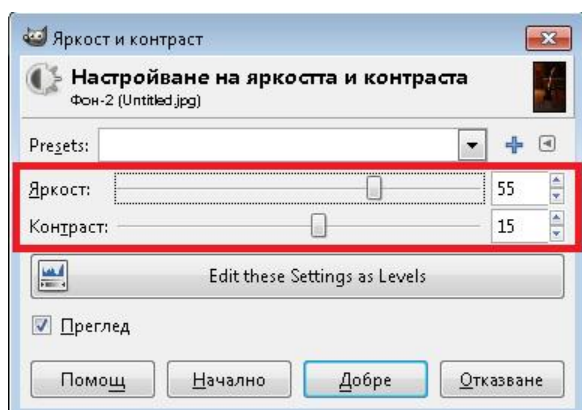 Яркост и контраст
Настройване на яркостта и контраста
Фон-2 (Untitled.jpg)
Presets:
Яркост: 55
Контраст: 15
Edit these Settings as Levels
Преглед
Помощ Начално Добре Отказване